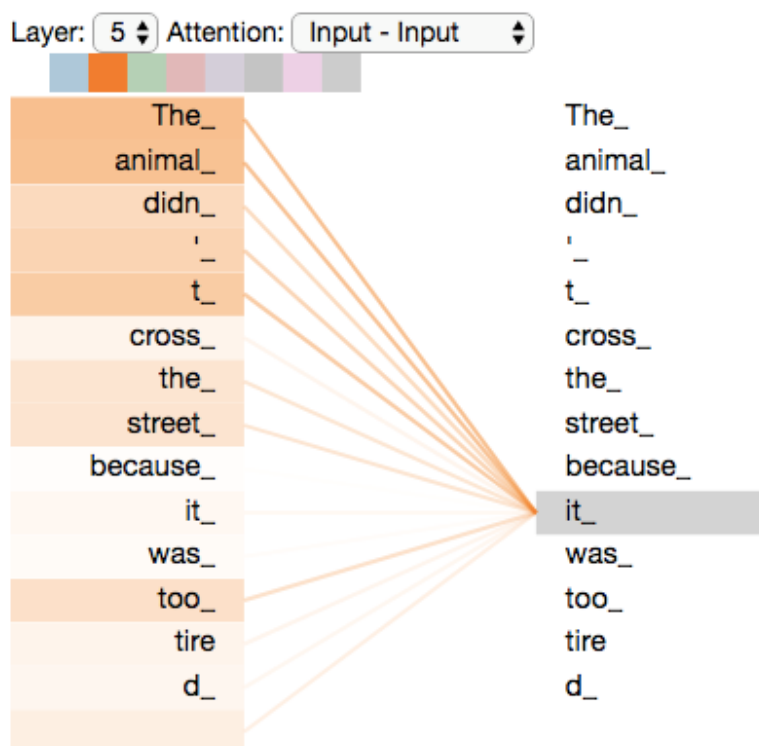 Layer: 5 Attention: Input - Input
The_ The_
animal_ animal_
didn_ didn_
'_ '_
t_ t_
cross_ cross_
the_ the_
street_ street_
because_ because_
it_ it_
was_ was_
too_ too_
tire tire
d_ d_